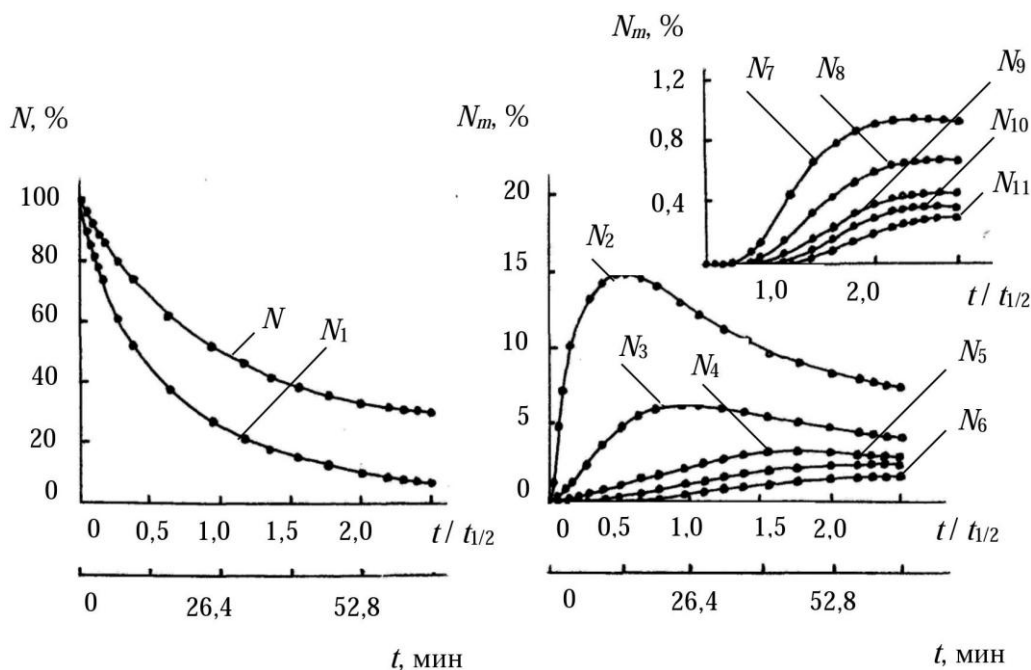 N, %
100
80
60
40
20
0
N
N1
0 0,5 1,0 1,5 2,0 t / t1/2
0 26,4 52,8
t, мин
Nm, %
20
15
10
5
0
N2
N3
N4
N5
N6
0 0,5 1,0 1,5 2,0 t / t1/2
0 26,4 52,8
t, мин
Nm, %
1,2
0,8
0,4
N7
N8
N9
N10
N11
1,0 2,0 t / t1/2